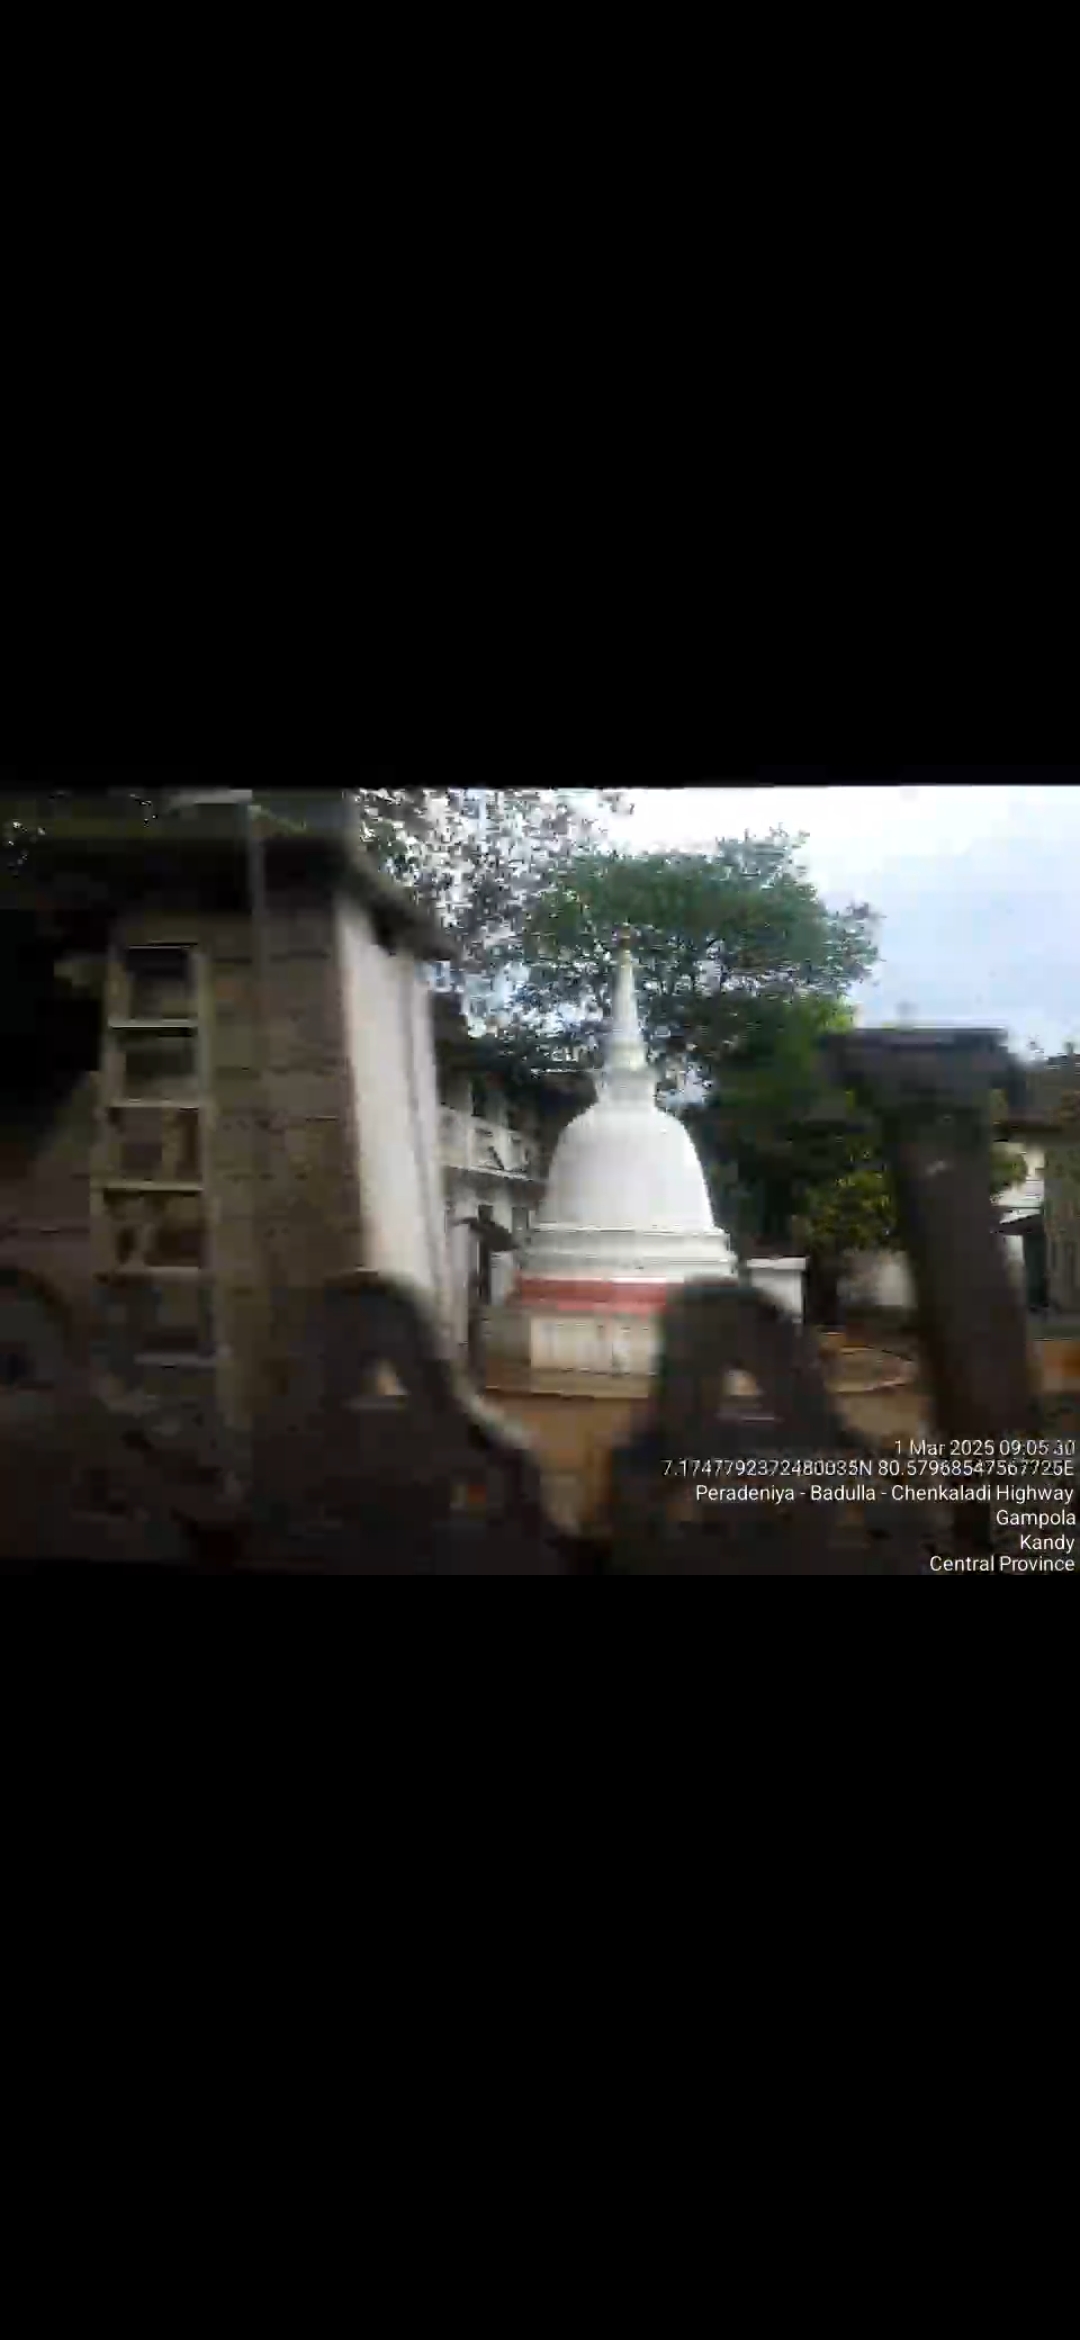 1 Mar 2025 09:05:30
7.1747792372480035N 80.57968547567725E
Peradeniya - Badulla - Chenkaladi Highway
Gampola
Kandy
Central Province